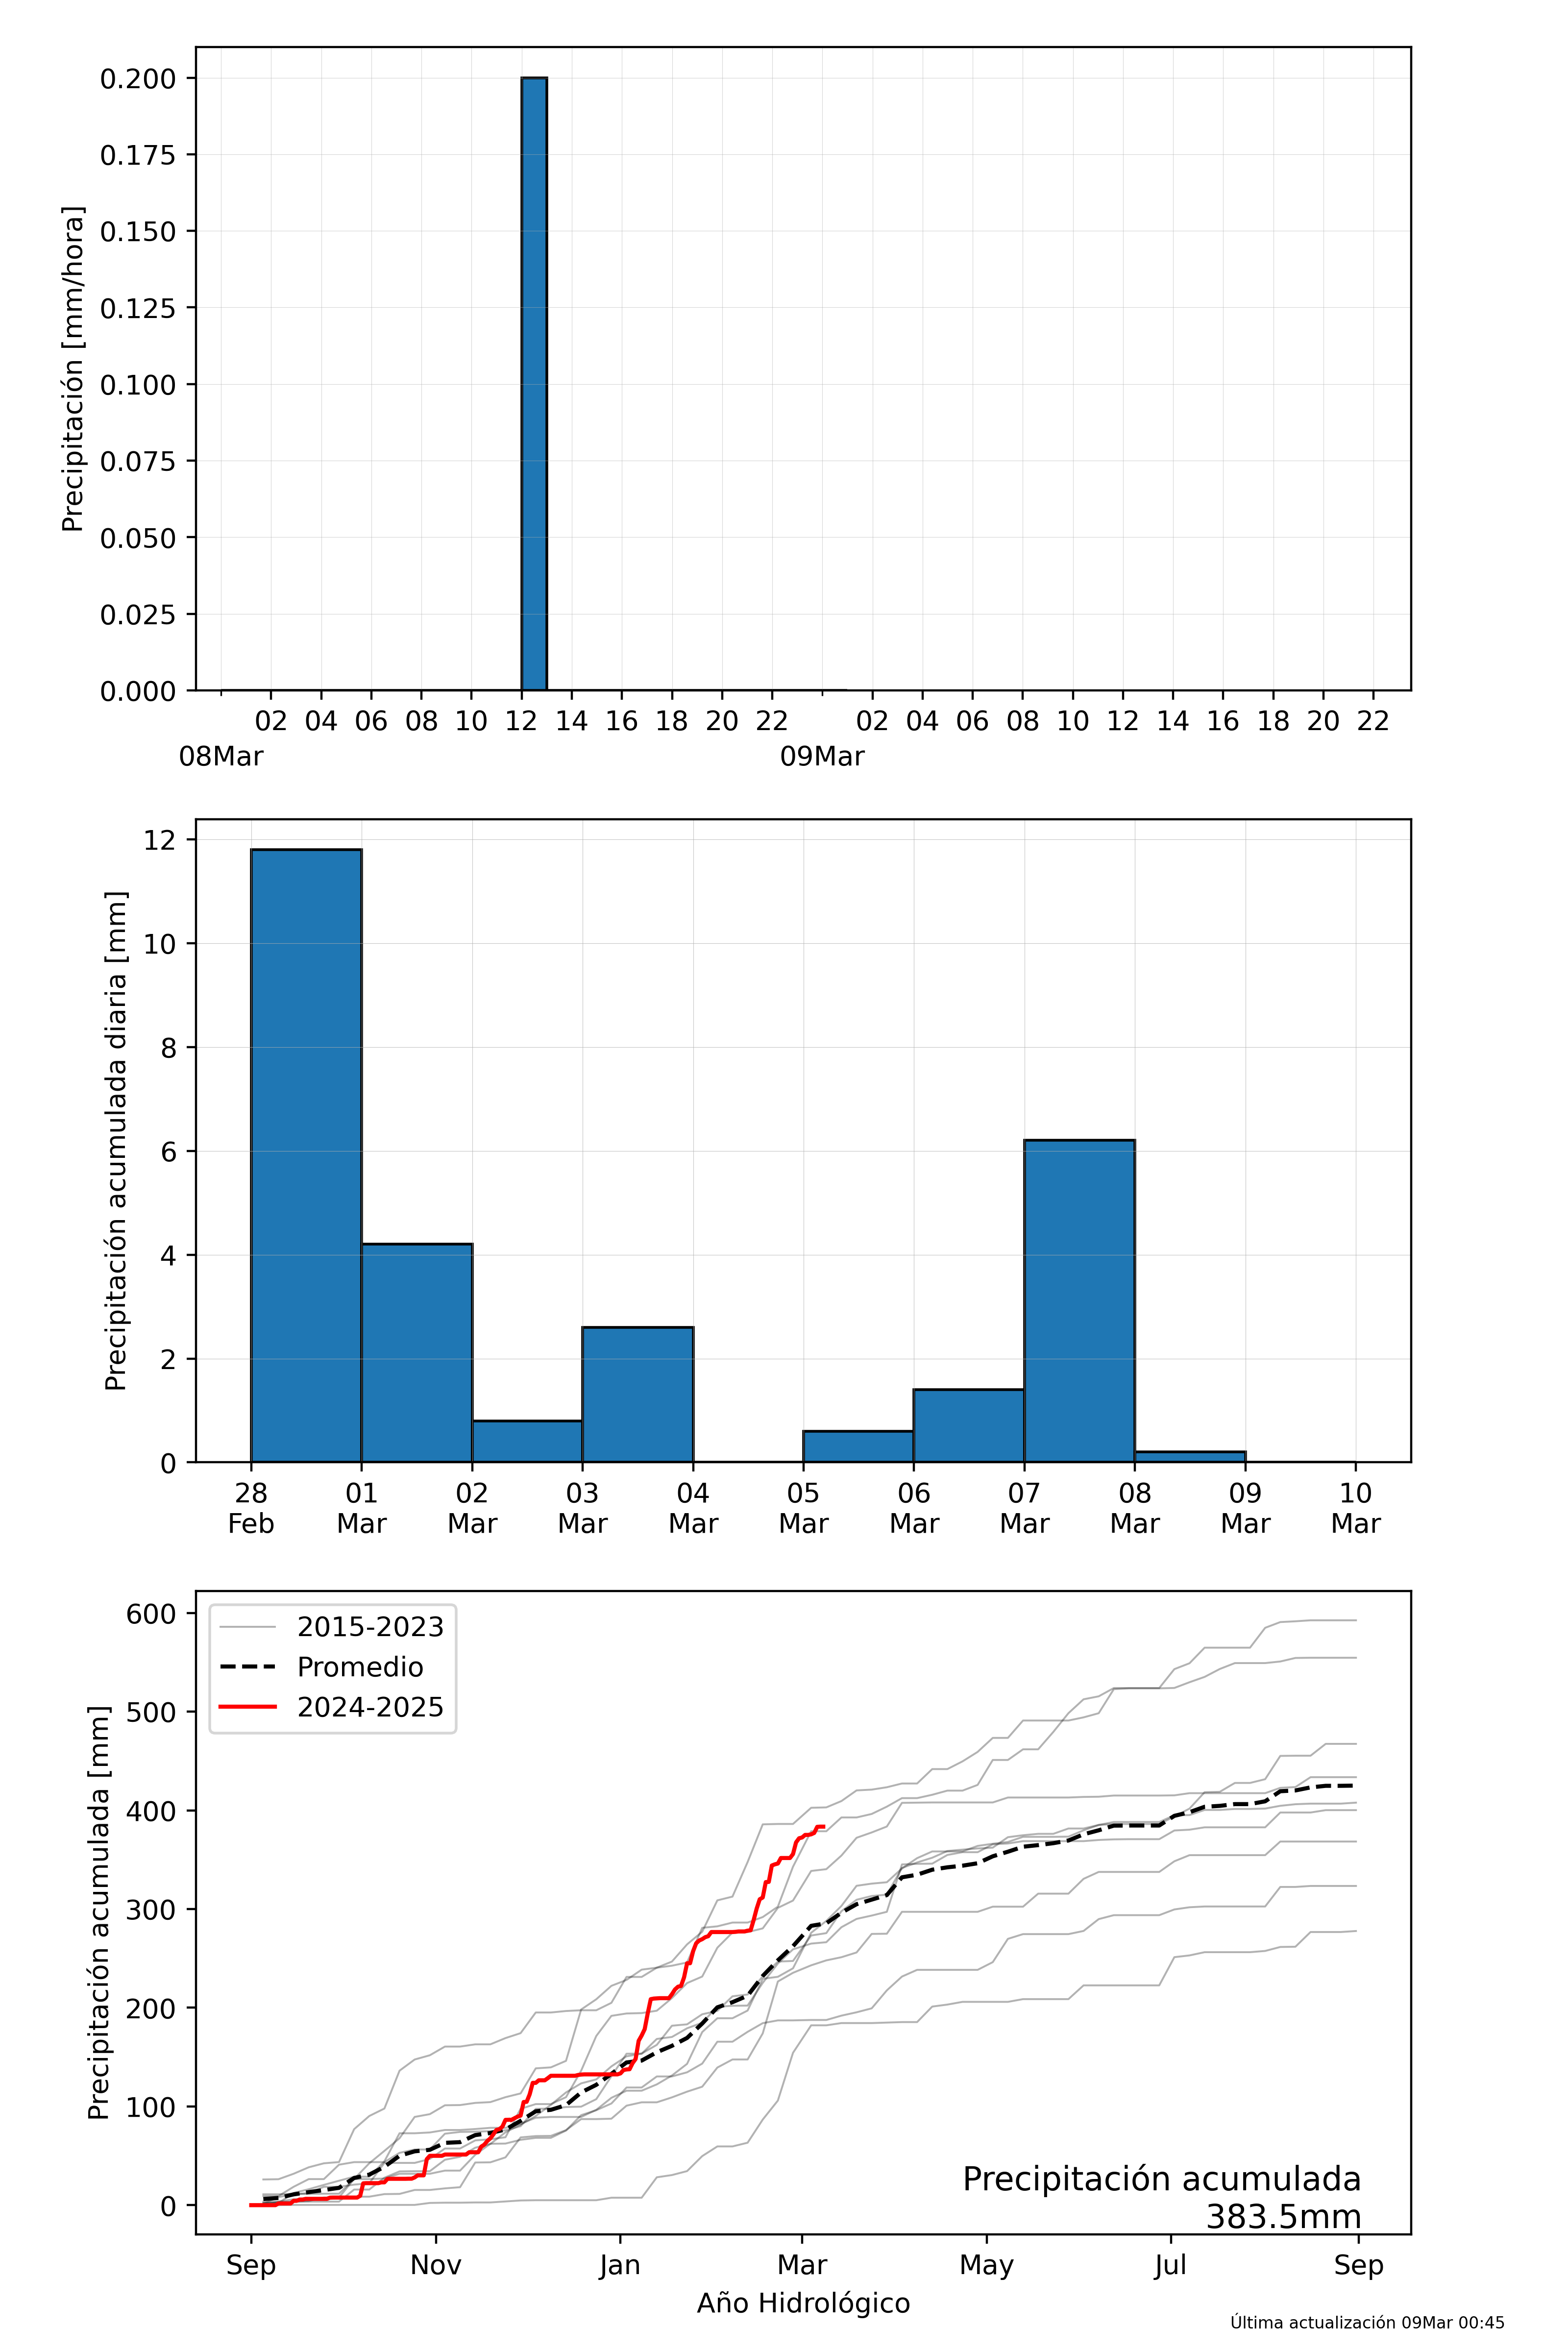 Precipitación [mm/hora]
0.200
0.175
0.150
0.125
0.100
0.075
0.050
0.025
0.000
02 04 06 08 10 12 14 16 18 20 22 02 04 06 08 10 12 14 16 18 20 22
08Mar 09Mar
Precipitación acumulada diaria [mm]
12
10
8
6
4
2
0
28 01 02 03 04 05 06 07 08 09 10
Feb Mar Mar Mar Mar Mar Mar Mar Mar Mar Mar
Precipitación acumulada [mm]
600
500
400
300
200
100
0
2015-2023
Promedio
2024-2025
Precipitación acumulada
383.5mm
Sep Nov Jan Mar May Jul Sep
Año Hidrológico
Última actualización 09Mar 00:45